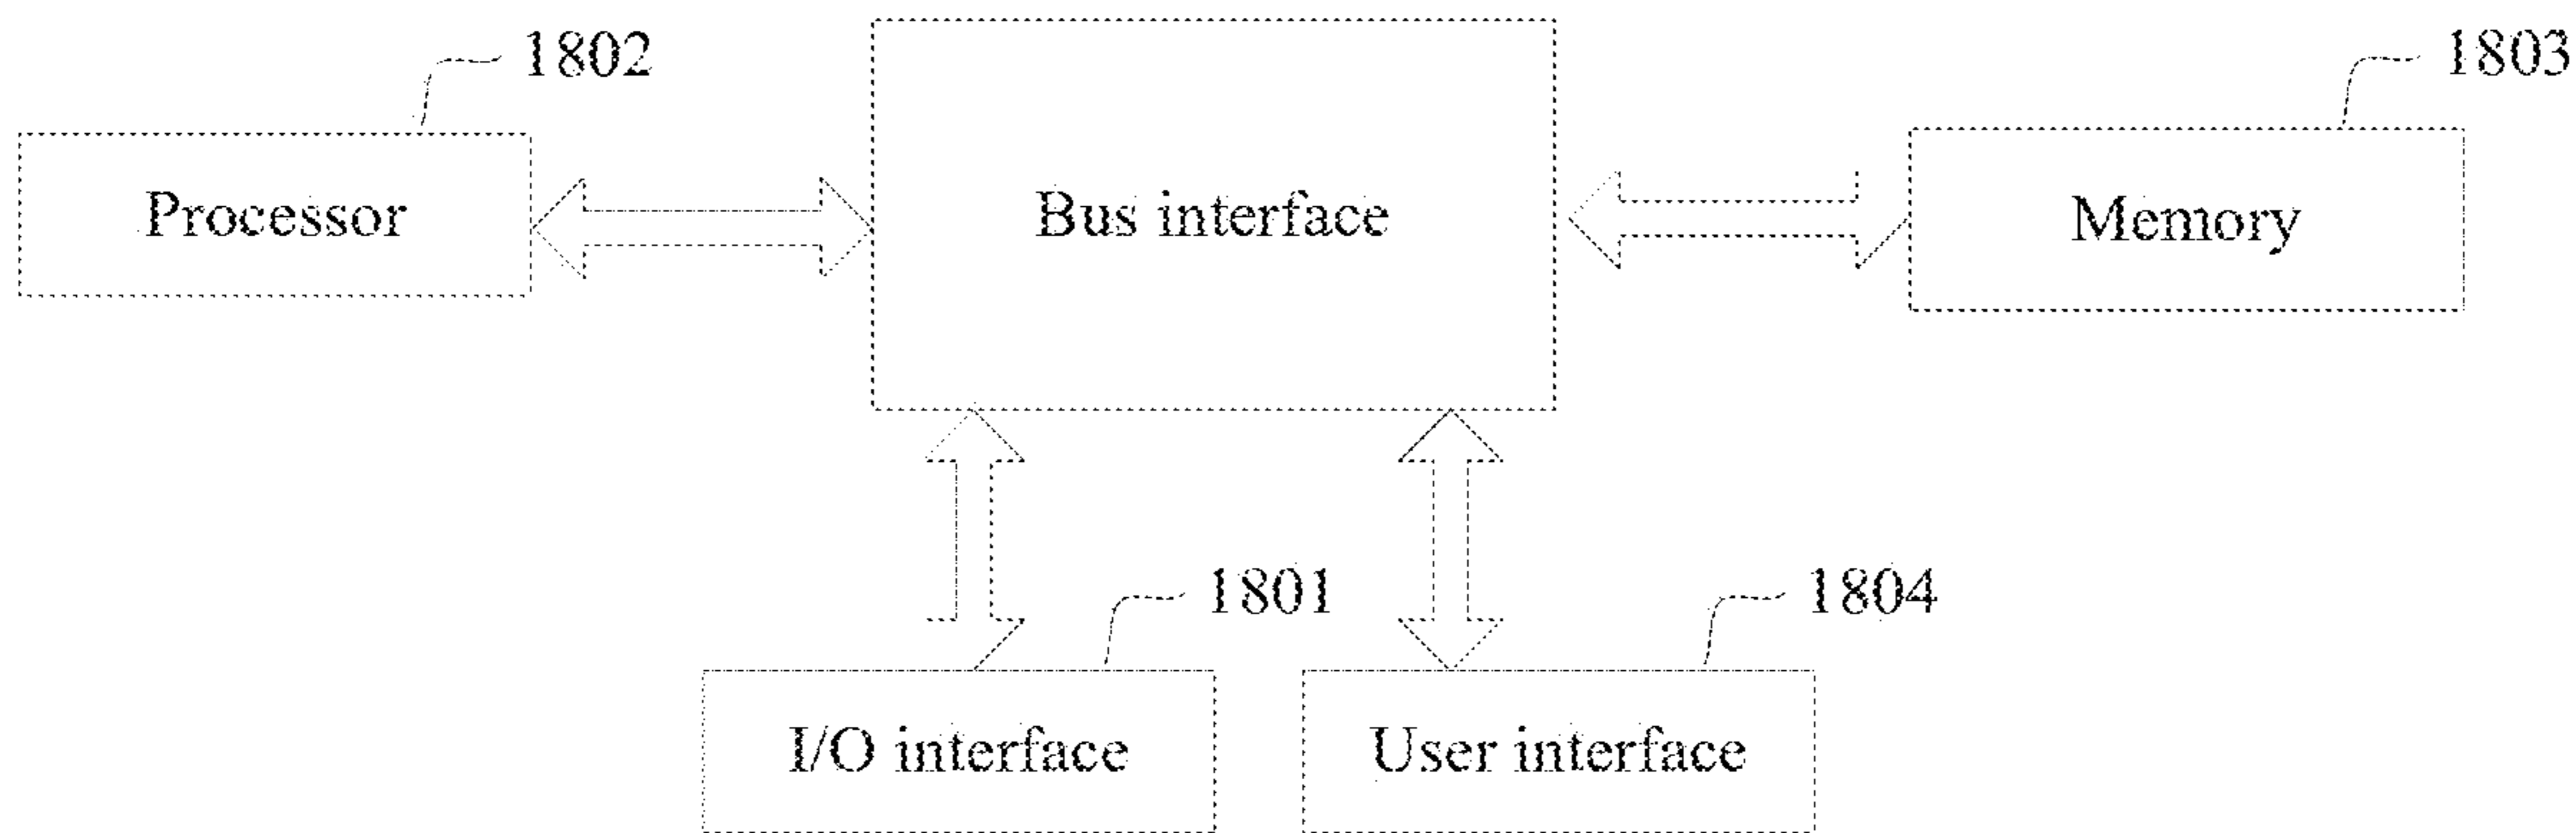 1802
1803
Processor
Bus interface
Memory
1801
1804
I/O interface
User interface